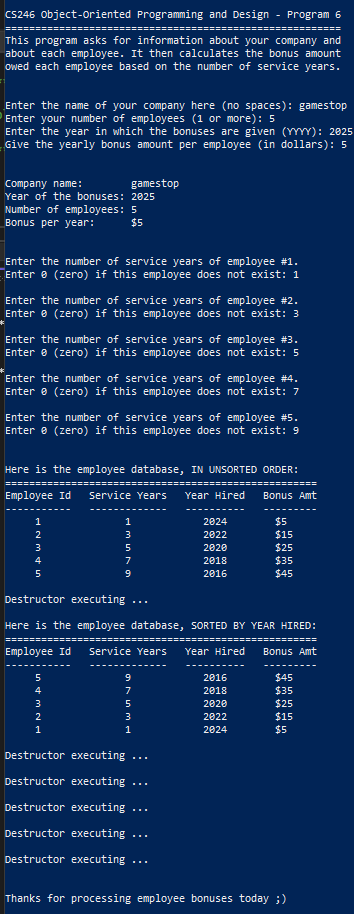 CS246 Object-Oriented Programming and Design - Program 6
====================================================
This program asks for information about your company and
about each employee. It then calculates the bonus amount
owed each employee based on the number of service years.
Enter the name of your company here (no spaces): gamestop
Enter your number of employees (1 or more): 5
Enter the year in which the bonuses are given (YYYY): 2025
Give the yearly bonus amount per employee (in dollars): 5
Company name:       gamestop
Year of the bonuses: 2025
Number of employees: 5
Bonus per year:      $5
Enter the number of service years of employee #1.
Enter 0 (zero) if this employee does not exist: 1
Enter the number of service years of employee #2.
Enter 0 (zero) if this employee does not exist: 3
Enter the number of service years of employee #3.
Enter 0 (zero) if this employee does not exist: 5
Enter the number of service years of employee #4.
Enter 0 (zero) if this employee does not exist: 7
Enter the number of service years of employee #5.
Enter 0 (zero) if this employee does not exist: 9
Here is the employee database, IN UNSORTED ORDER:
====================================================
Employee Id   Service Years   Year Hired   Bonus Amt
-----------   -------------   ----------   ---------
1   1   2024   $5
2   3   2022   $15
3   5   2020   $25
4   7   2018   $35
5   9   2016   $45
Destructor executing ...
Here is the employee database, SORTED BY YEAR HIRED:
====================================================
Employee Id   Service Years   Year Hired   Bonus Amt
-----------   -------------   ----------   ---------
5   9   2016   $45
4   7   2018   $35
3   5   2020   $25
2   3   2022   $15
1   1   2024   $5
Destructor executing ...
Destructor executing ...
Destructor executing ...
Destructor executing ...
Destructor executing ...
Thanks for processing employee bonuses today ;)